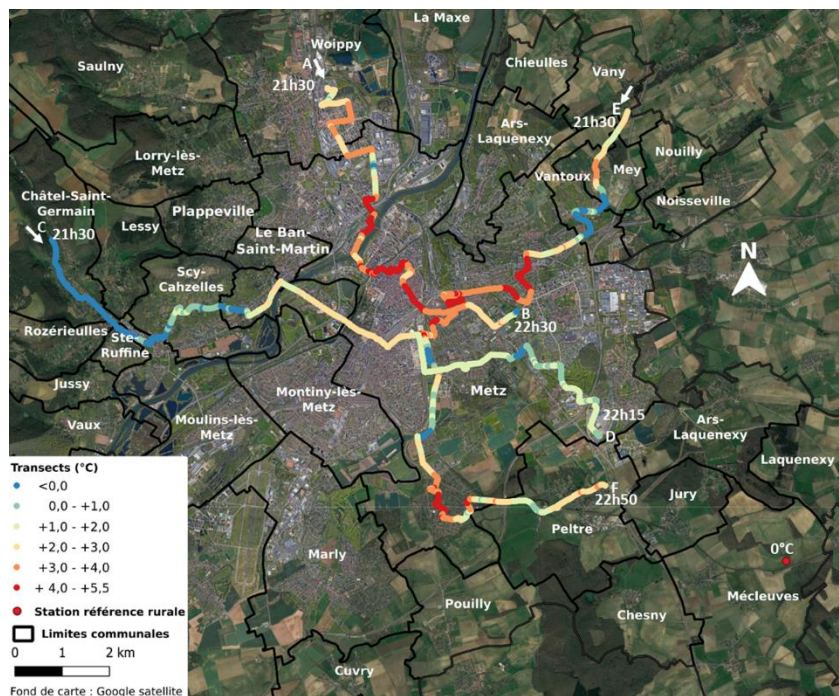 La Maxe
Woippy
A
21h30
Saulny
Chieulles
Vany
E
21h30
Ars-
Laquenexy
Lorry-lès-
Metz
Nouilly
Vantoux
Mey
Châtel-Saint-
Germain
C
21h30
Plappeville
Lessy
Noisseville
Le Ban-
Saint-Martin
N
Scy-
Cahzelles
Rozérieulles
Ste-
Ruffine
B
22h30
Jussy
Montiny-lès-
Metz
Metz
Vaux
Moulins-lès-
Metz
22h15
D
Ars-
Laquenexy
Laquenexy
F
22h50
Jury
Peltre
Marly
0°C
Mécleuves
Pouilly
Chesny
Cuvry
Transects (°C)
<0,0
0,0 - +1,0
+1,0 - +2,0
+2,0 - +3,0
+3,0 - +4,0
+ 4,0 - +5,5
Station référence rurale
Limites communales
0 1 2 km
Fond de carte : Google satellite